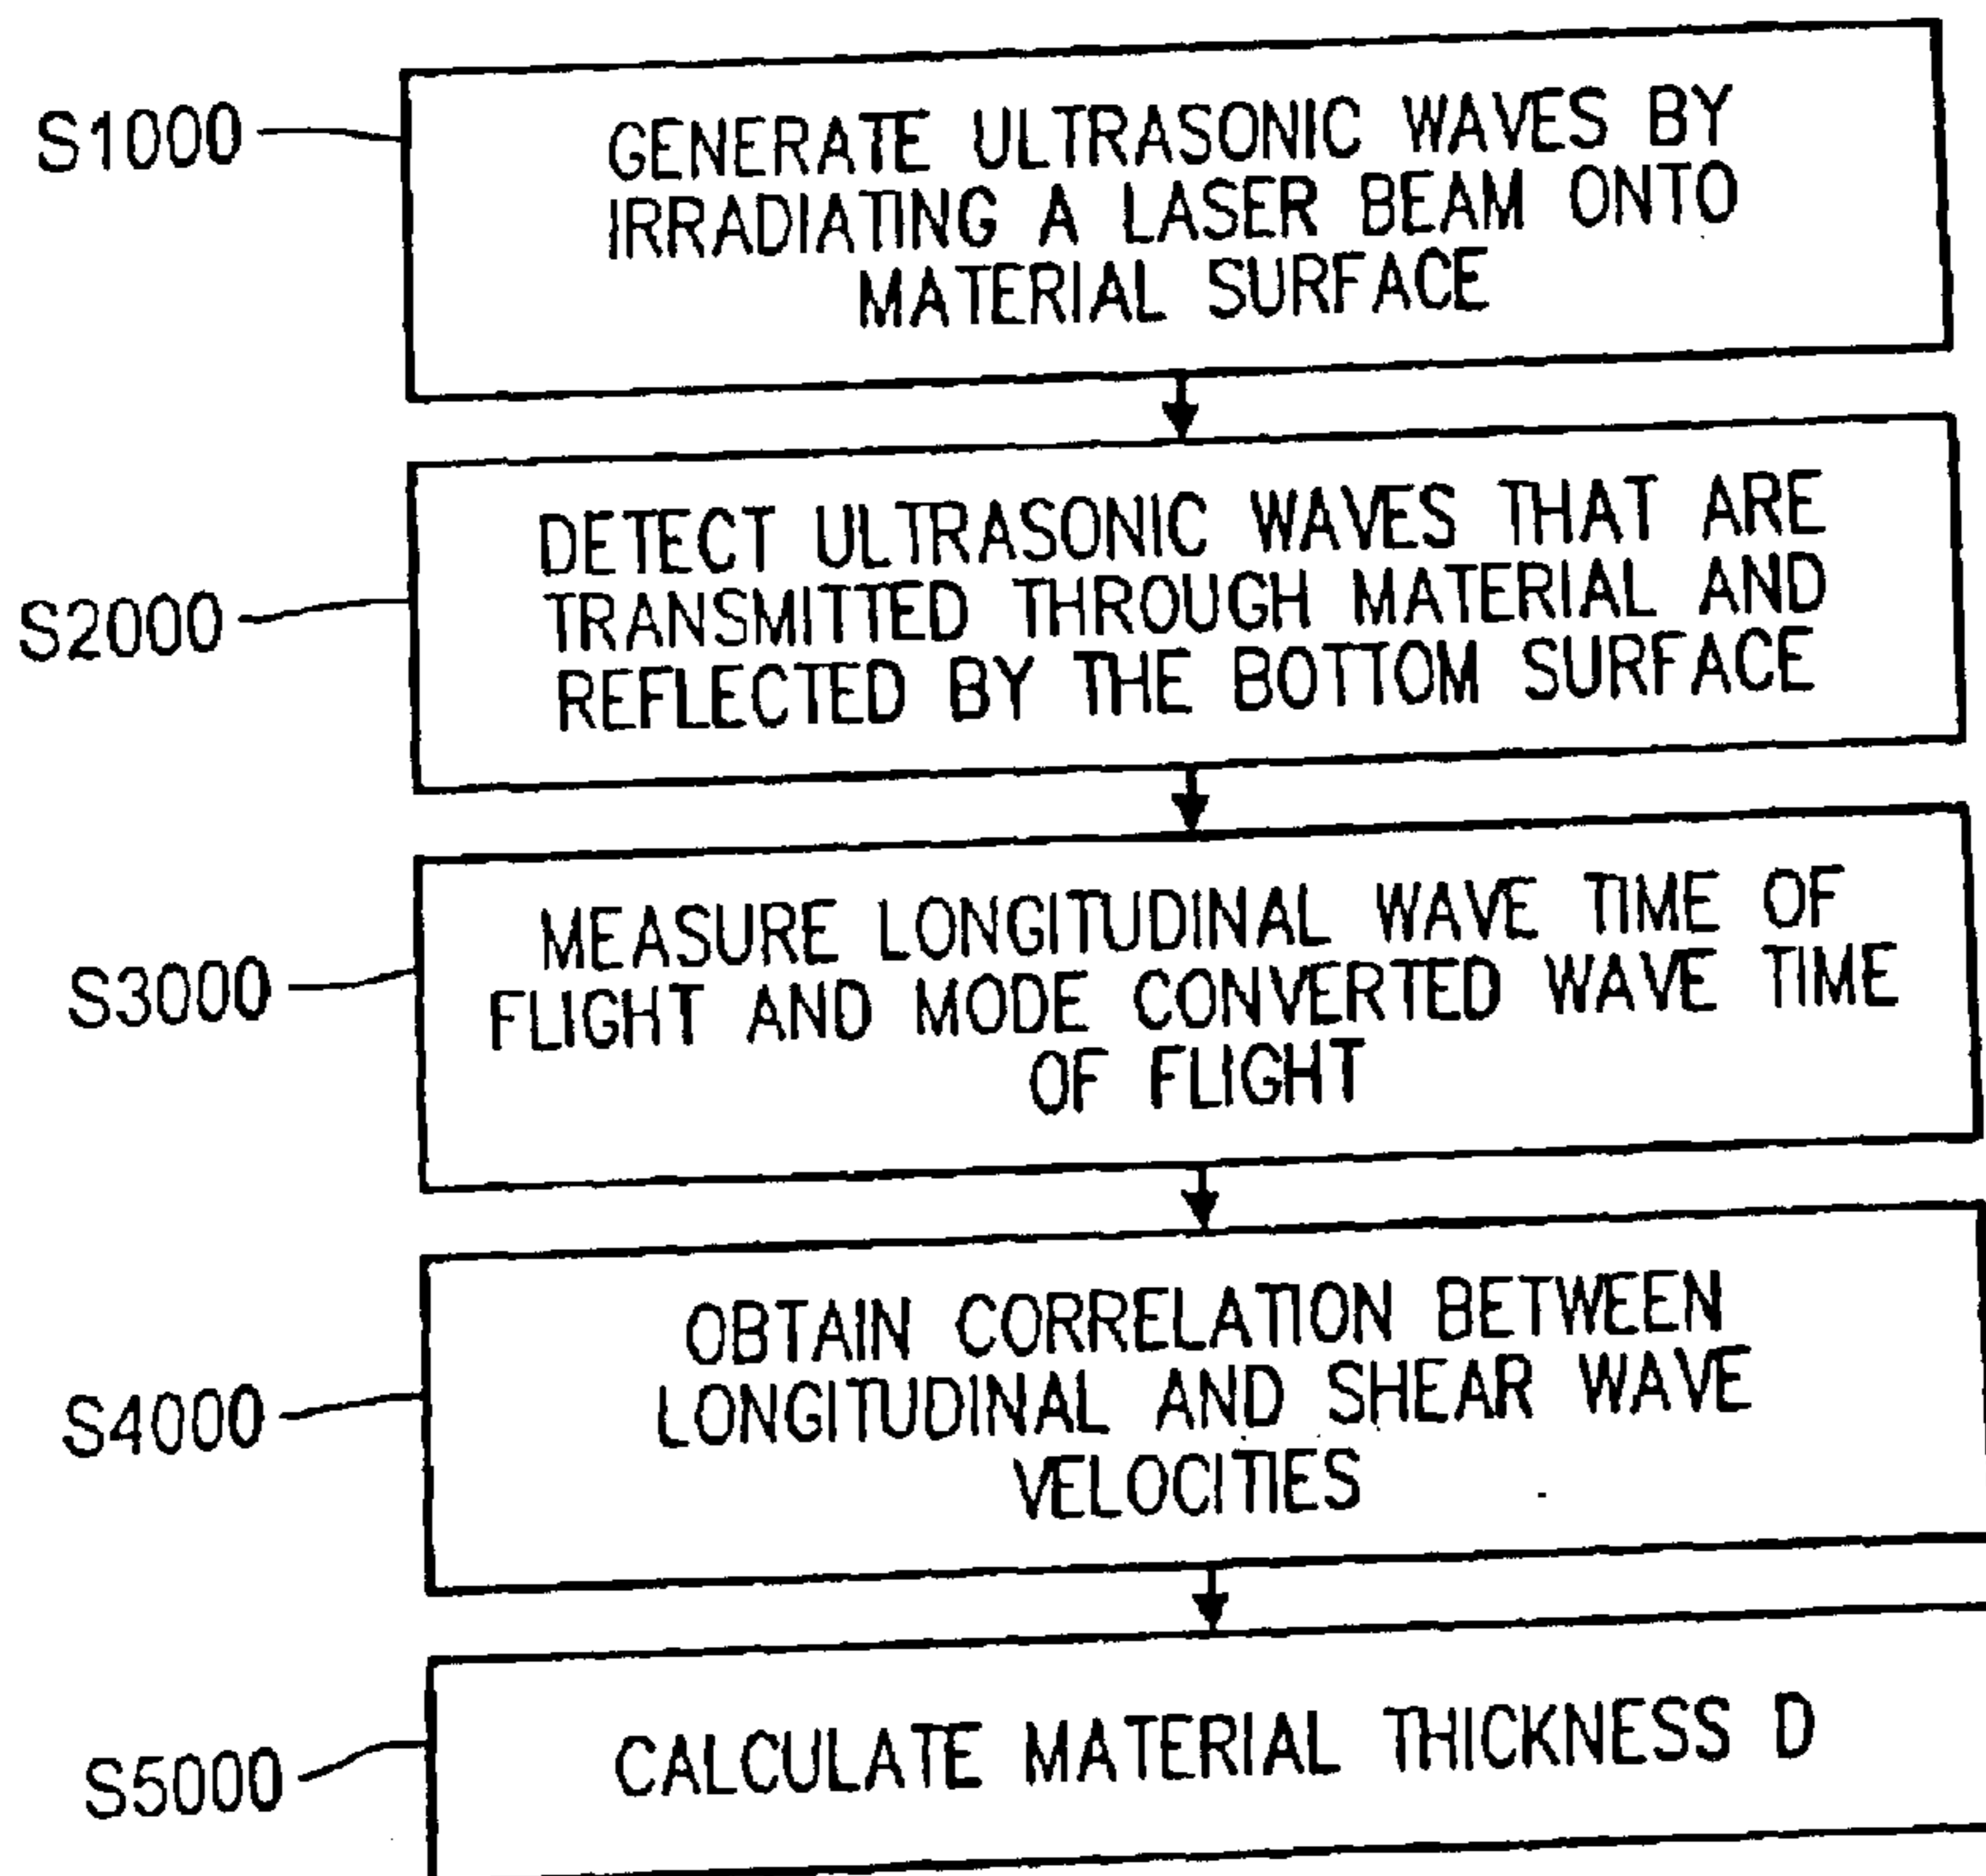 S1000
GENERATE ULTRASONIC WAVES BY
IRRADIATING A LASER BEAM ONTO
MATERIAL SURFACE
S2000
DETECT ULTRASONIC WAVES THAT ARE
TRANSMITTED THROUGH MATERIAL AND
REFLECTED BY THE BOTTOM SURFACE
S3000
MEASURE LONGITUDINAL WAVE TIME OF
FLIGHT AND MODE CONVERTED WAVE TIME
OF FLIGHT
S4000
OBTAIN CORRELATION BETWEEN
LONGITUDINAL AND SHEAR WAVE
VELOCITIES
S5000
CALCULATE MATERIAL THICKNESS D